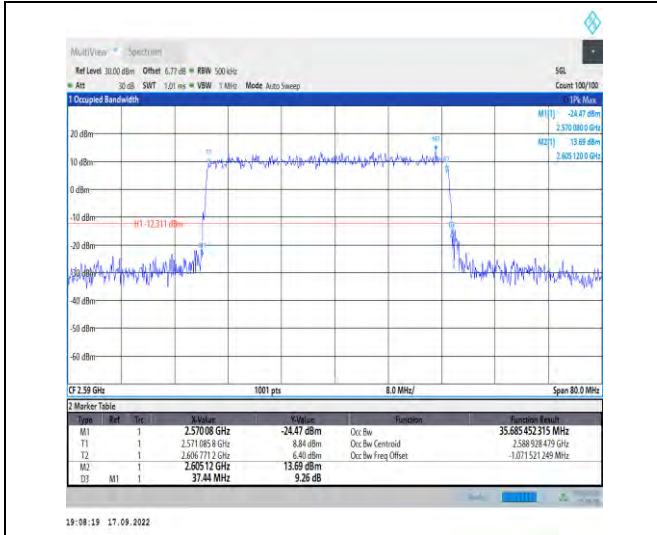 MultiView Spectrum
Ref Level 30.00 dBm Offset 6.77 dB RBW 500 kHz SGL
Att 30 dB SWT 1.01 ms VBW 1 MHz Mode Auto Sweep Count 100/100
1 Occupied Bandwidth 1Pk Max
M1[1] -24.47 dBm
2.570 080 0 GHz
M2[1] 13.69 dBm
2.605 120 0 GHz
20 dBm
10 dBm
0 dBm
-10 dBm
H1 -12.311 dBm
-20 dBm
-30 dBm
-40 dBm
-50 dBm
-60 dBm
CF 2.59 GHz 1001 pts 8.0 MHz/ Span 80.0 MHz
2 Marker Table
Type Ref Trc X-Value Y-Value Function Function Result
M1 1 2.570 08 GHz -24.47 dBm Occ Bw 35.685 452 315 MHz
T1 1 2.571 085 8 GHz 8.84 dBm Occ Bw Centroid 2.588 928 479 GHz
T2 1 2.606 771 2 GHz 6.40 dBm Occ Bw Freq Offset -1.071 521 249 MHz
M2 1 2.605 12 GHz 13.69 dBm
D3 M1 1 37.44 MHz 9.26 dB
19:08:19 17.09.2022